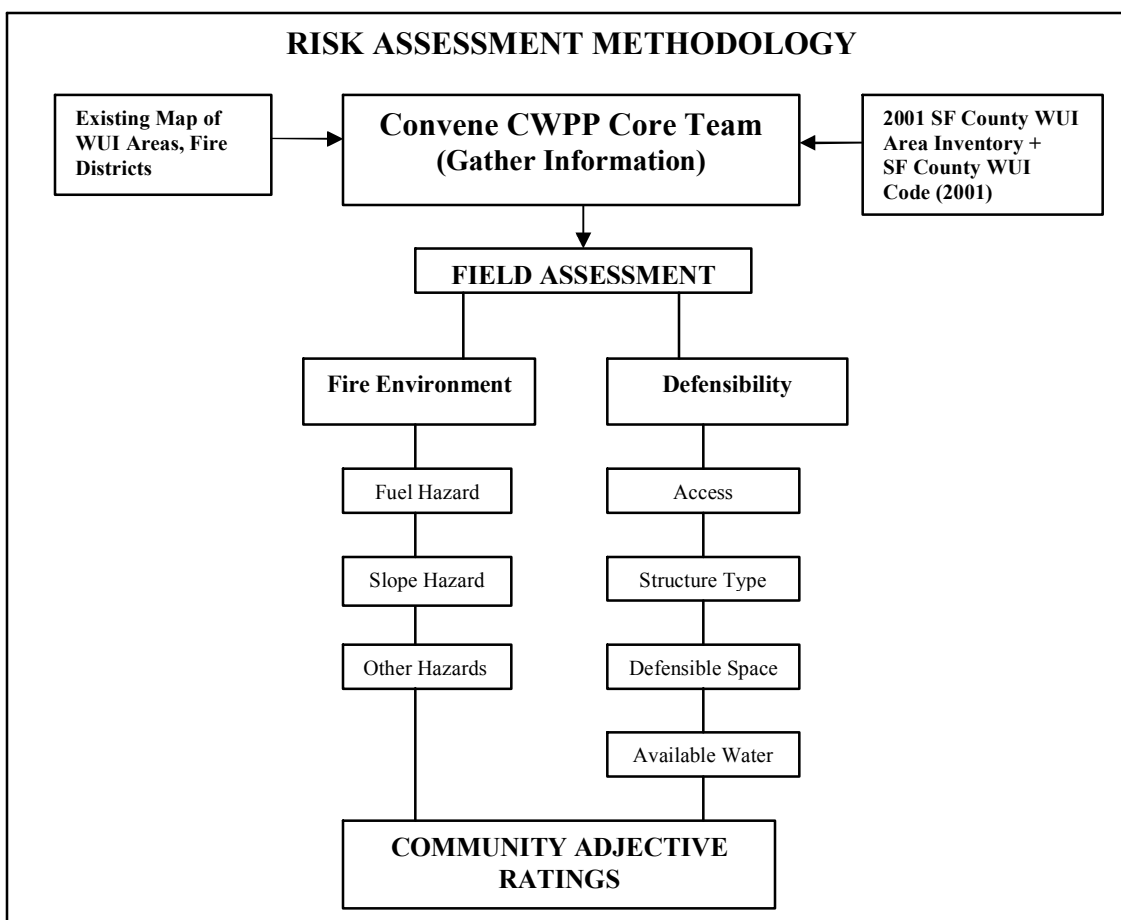 RISK ASSESSMENT METHODOLOGY
Existing Map of
WUI Areas, Fire
Districts
Convene CWPP Core Team
(Gather Information)
2001 SF County WUI
Area Inventory +
SF County WUI
Code (2001)
FIELD ASSESSMENT
Fire Environment
Defensibility
Fuel Hazard
Access
Slope Hazard
Structure Type
Other Hazards
Defensible Space
Available Water
COMMUNITY ADJECTIVE
RATINGS